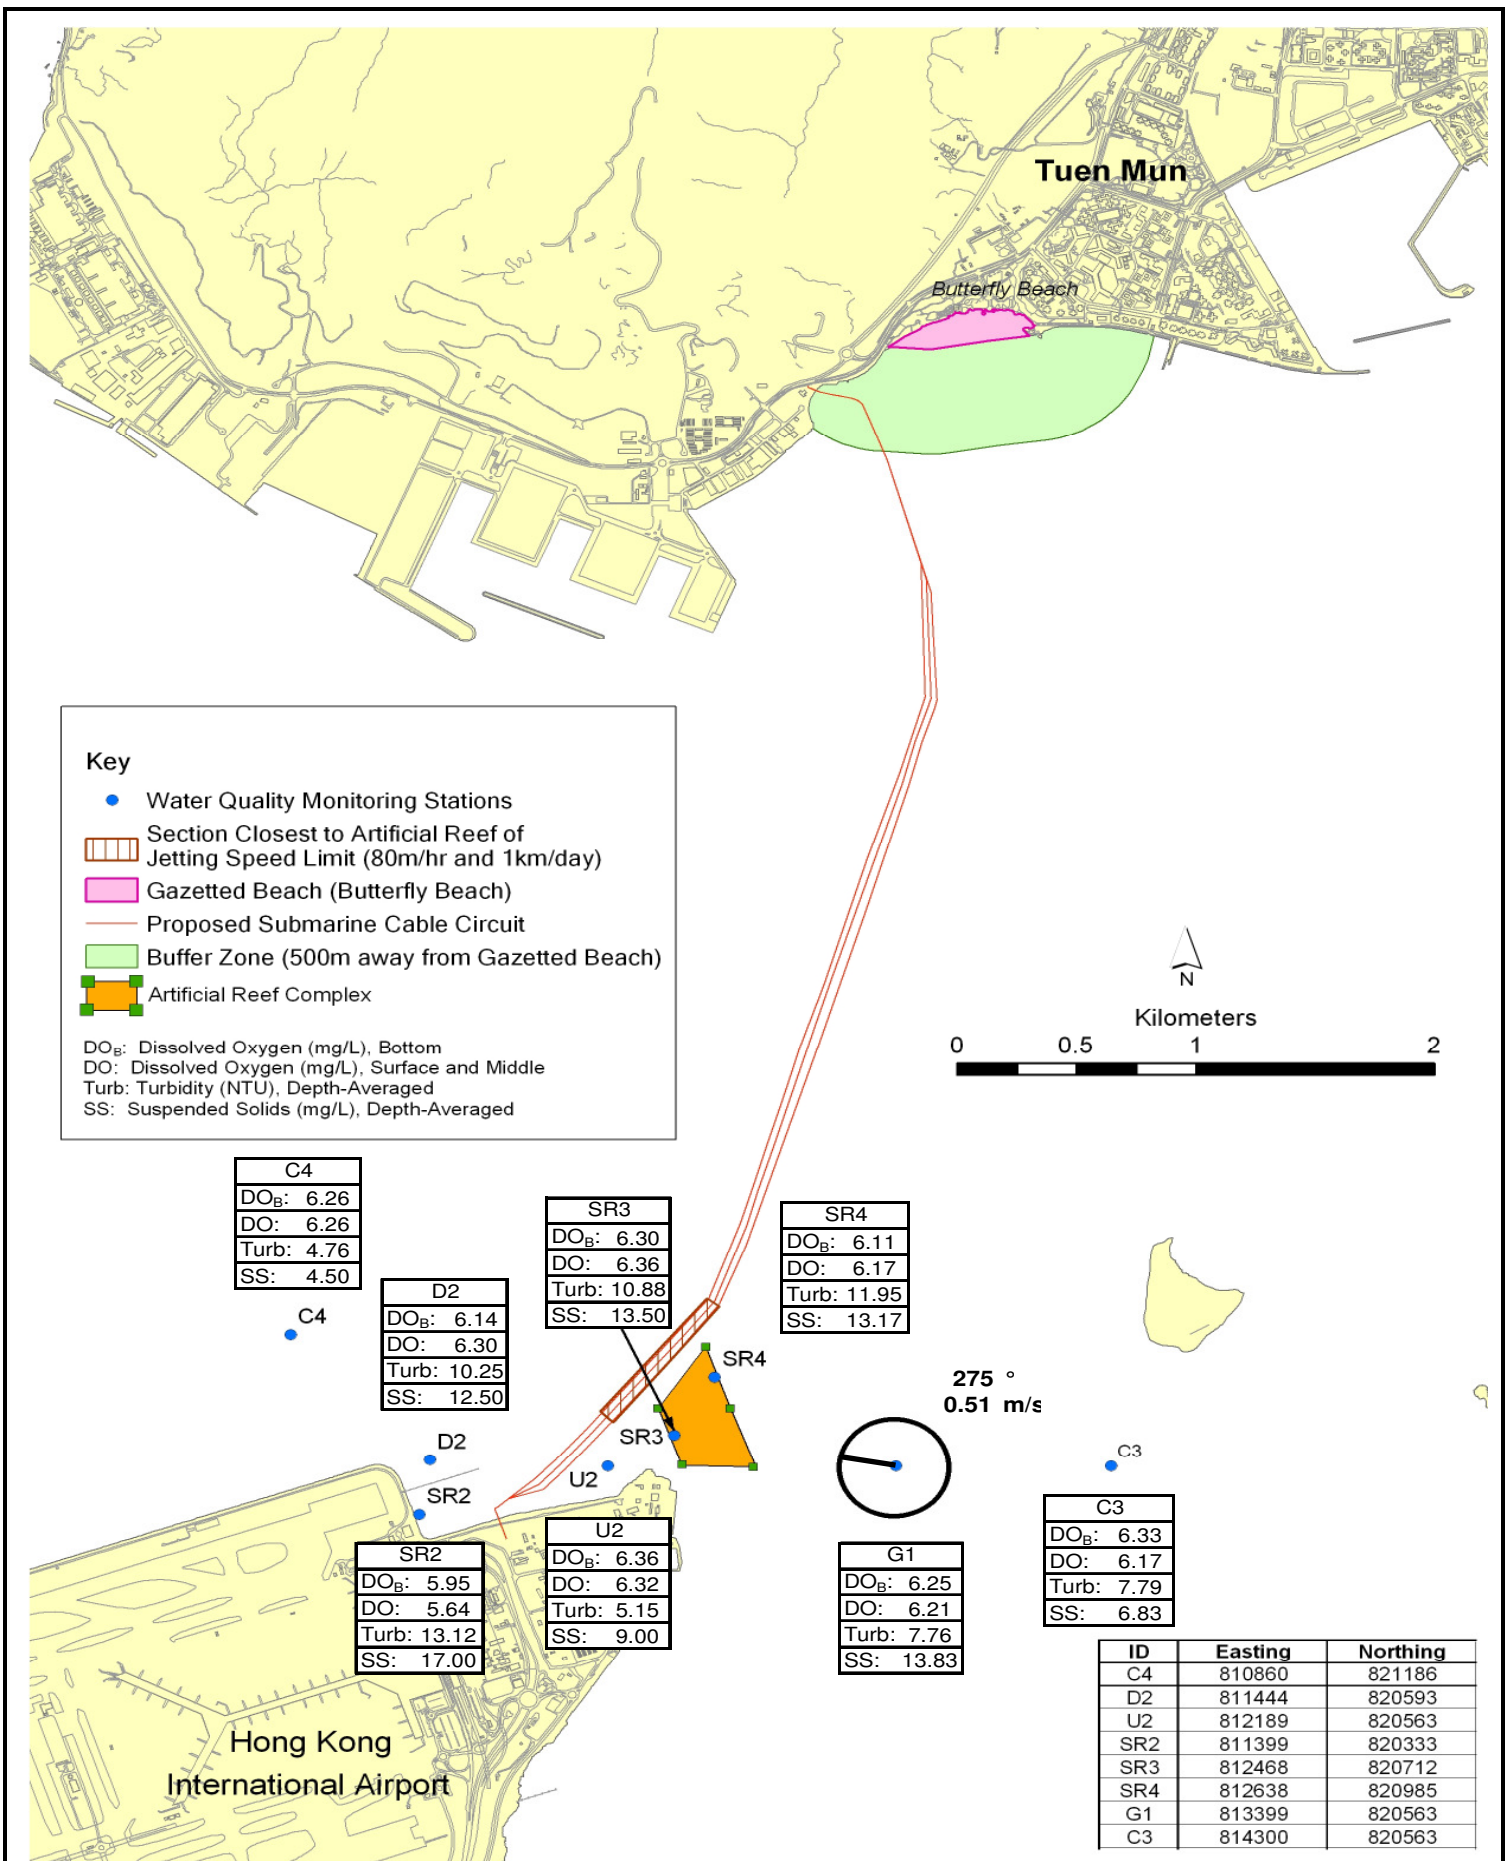 Tuen Mun
Butterfly Beach
Key
Water Quality Monitoring Stations
Section Closest to Artificial Reef of
Jetting Speed Limit (80m/hr and 1km/day)
Gazetted Beach (Butterfly Beach)
Proposed Submarine Cable Circuit
Buffer Zone (500m away from Gazetted Beach)
Artificial Reef Complex
DOB: Dissolved Oxygen (mg/L), Bottom
DO: Dissolved Oxygen (mg/L), Surface and Middle
Turb: Turbidity (NTU), Depth-Averaged
SS: Suspended Solids (mg/L), Depth-Averaged
N
Kilometers
0 0.5 1 2
C4
DOB: 6.26
DO: 6.26
Turb: 4.76
SS: 4.50
SR3
DOB: 6.30
DO: 6.36
Turb: 10.88
SS: 13.50
SR4
DOB: 6.11
DO: 6.17
Turb: 11.95
SS: 13.17
D2
DOB: 6.14
DO: 6.30
Turb: 10.25
SS: 12.50
C4
SR4
275 °
0.51 m/s
SR3
D2
U2
C3
SR2
SR2
DOB: 5.95
DO: 5.64
Turb: 13.12
SS: 17.00
U2
DOB: 6.36
DO: 6.32
Turb: 5.15
SS: 9.00
G1
DOB: 6.25
DO: 6.21
Turb: 7.76
SS: 13.83
C3
DOB: 6.33
DO: 6.17
Turb: 7.79
SS: 6.83
Hong Kong
International Airport
ID Easting Northing
C4 810860 821186
D2 811444 820593
U2 812189 820563
SR2 811399 820333
SR3 812468 820712
SR4 812638 820985
G1 813399 820563
C3 814300 820563